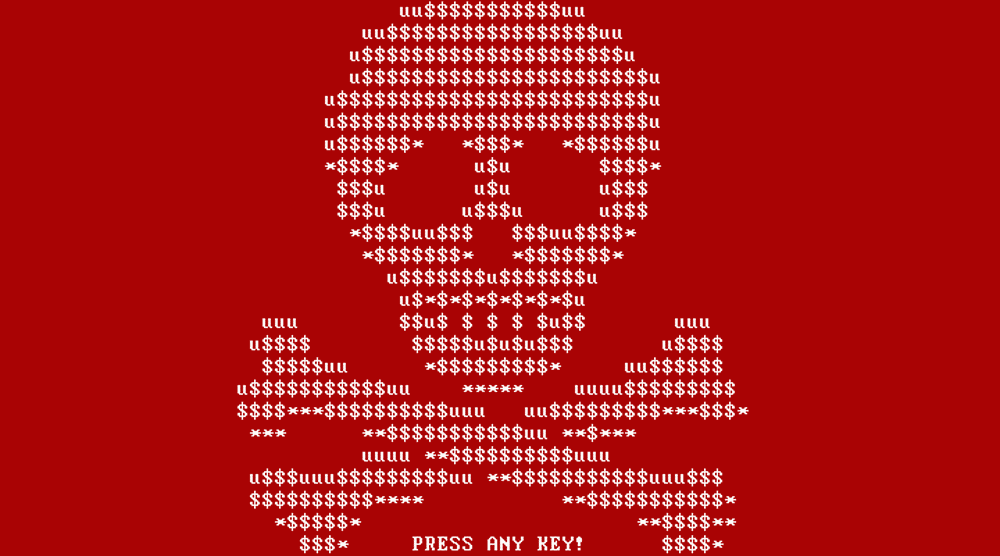 uu$$$$$$$$$$$uu
uu$$$$$$$$$$$$$$$$$uu
u$$$$$$$$$$$$$$$$$$$$$u
u$$$$$$$$$$$$$$$$$$$$$$$u
u$$$$$$$$$$$$$$$$$$$$$$$$$u
u$$$$$$$$$$$$$$$$$$$$$$$$$u
u$$$$$$*   *$$$*   *$$$$$$u
*$$$$*      u$u       $$$$*
$$$u       u$u       u$$$
$$$u      u$$$u      u$$$
*$$$$uu$$$   $$$uu$$$$*
*$$$$$$$*   *$$$$$$$*
u$$$$$$$u$$$$$$$u
u$*$*$*$*$*$*$u
uuu        $$u$ $ $ $ $u$$       uuu
u$$$$        $$$$$u$u$u$$$       u$$$$
$$$$$uu      *$$$$$$$$$*     uu$$$$$$
u$$$$$$$$$$$uu    *****    uuuu$$$$$$$$$
$$$$***$$$$$$$$$$uuu   uu$$$$$$$$$***$$$*
***      **$$$$$$$$$$$uu **$***
uuuu **$$$$$$$$$$uuu
u$$$uuu$$$$$$$$$uu **$$$$$$$$$$$uuu$$$
$$$$$$$$$$****           **$$$$$$$$$$$*
*$$$$$*                      **$$$$**
$$$*     PRESS ANY KEY!      $$$$*